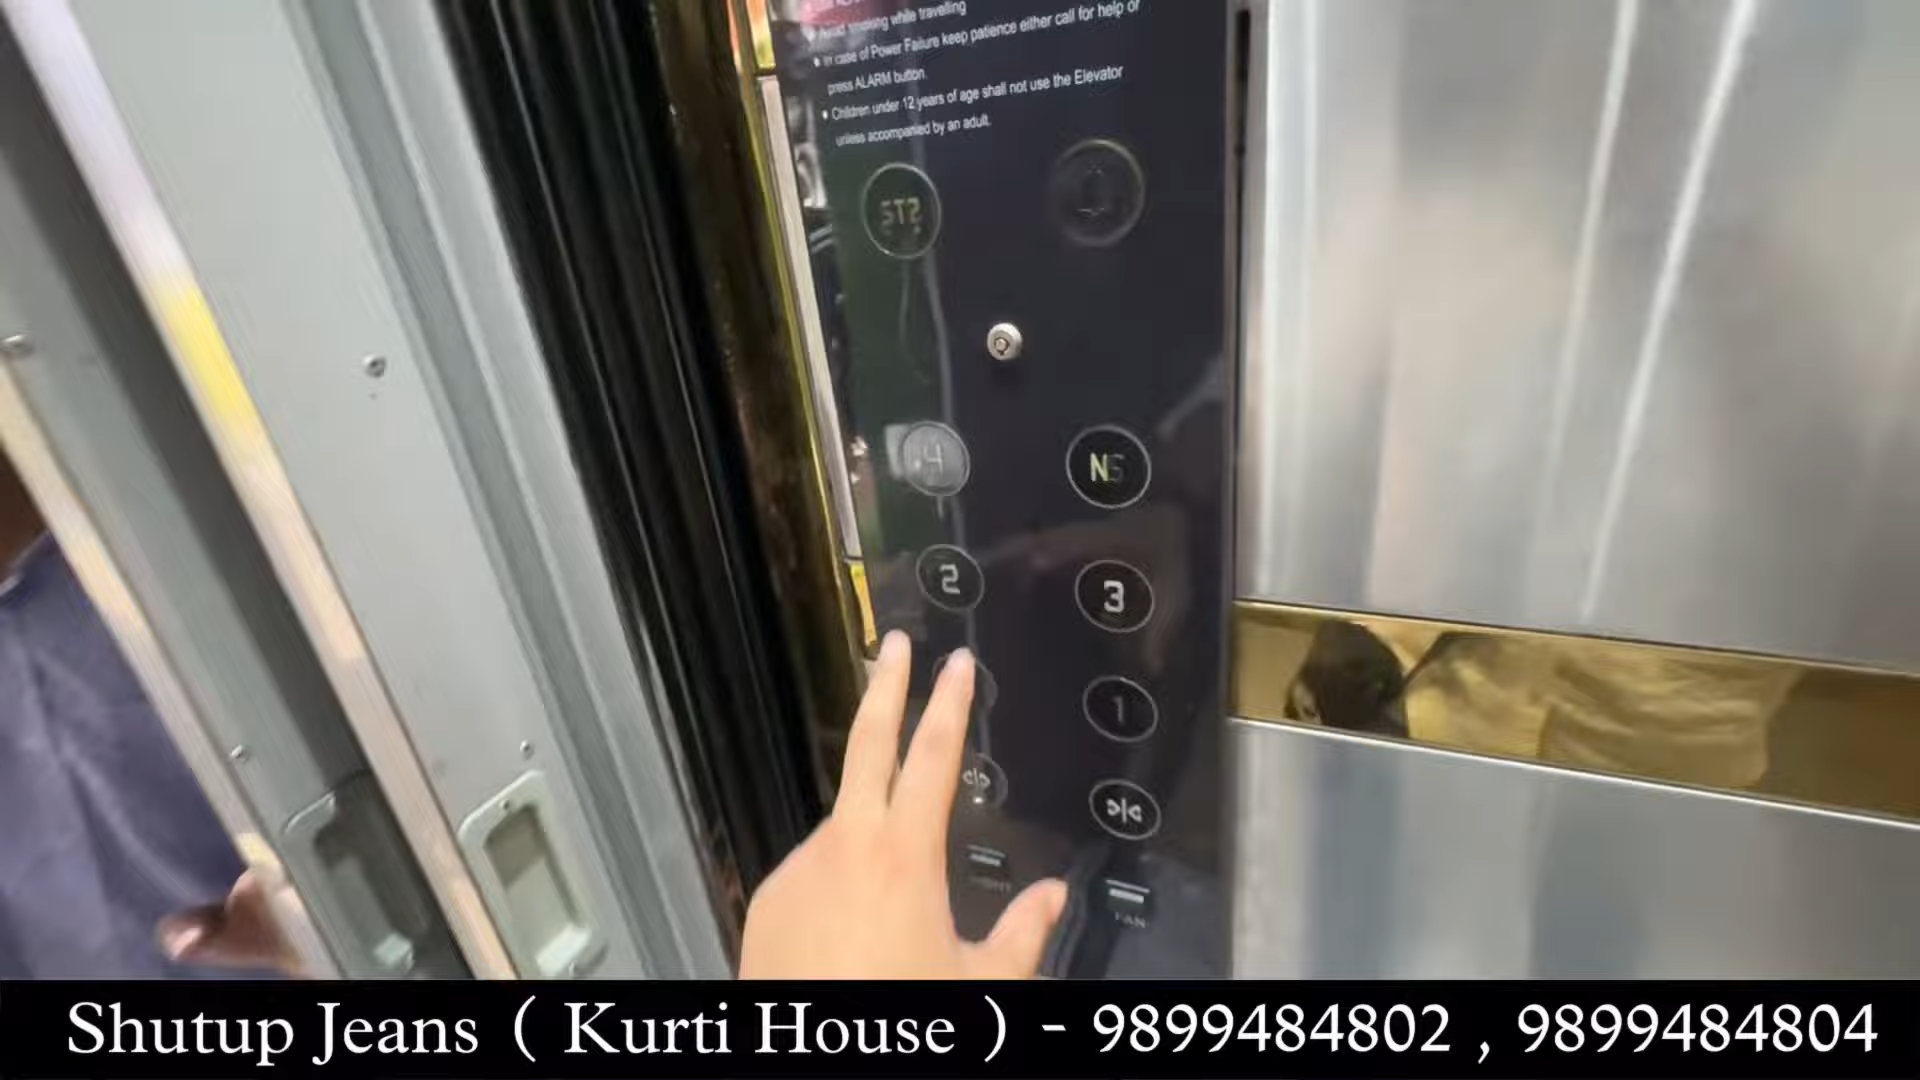 Avoid smoking while travelling
In case of Power Failure keep patience either call for help or
press ALARM button.
Children under 12 years of age shall not use the Elevator
unless accompanied by an adult.
4
2
3
1
FAN
Shutup Jeans ( Kurti House ) - 9899484802 , 9899484804